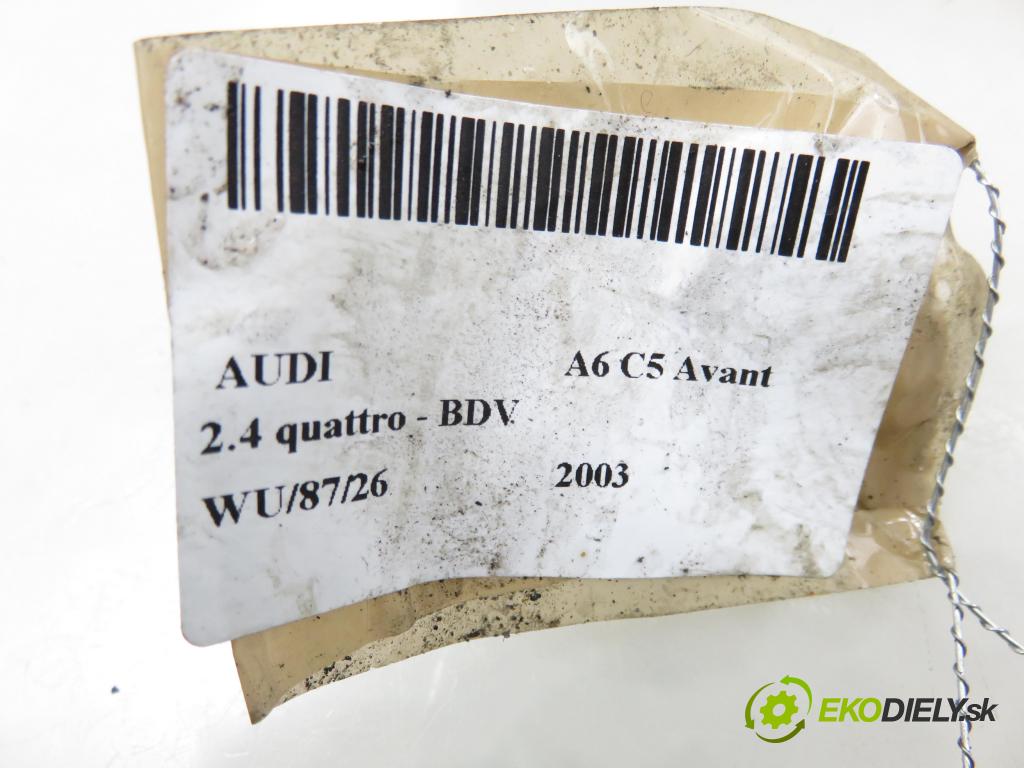 AUDI A6 C5 Avant
2.4 quattro - BDV
WU/87/26 2003
EKODIELY.sk